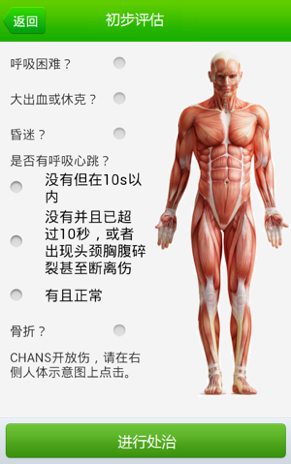 返回
初步评估
呼吸困难？
大出血或休克？
昏迷？
是否有呼吸心跳？
没有但在10s以
内
没有并且已超
过10秒，或者
出现头颈胸腹碎
裂甚至断离伤
有且正常
骨折？
CHANS开放伤，请在右
侧人体示意图上点击。
进行处治